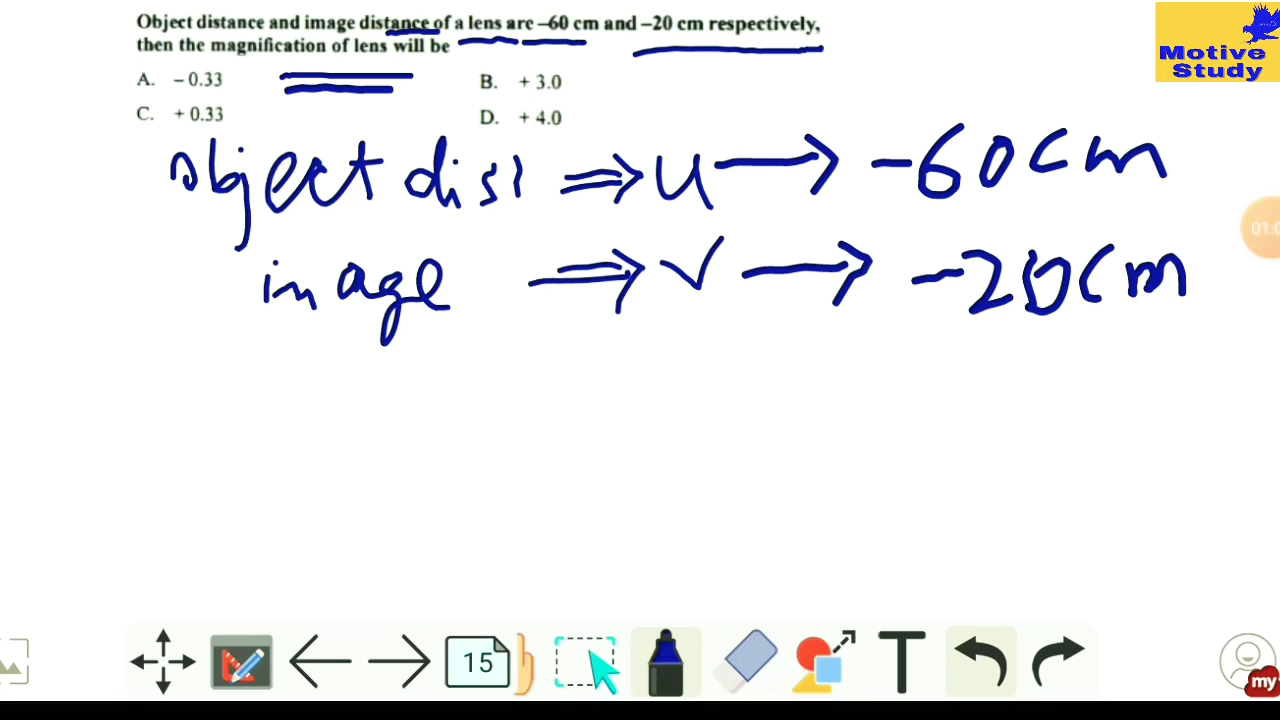 Object distance and image distance of a lens are –60 cm and –20 cm respectively,
then the magnification of lens will be
A. – 0.33 B. + 3.0
C. + 0.33 D. + 4.0
Motive
Study
object dist ⇒ u → -60cm
image ⇒ v → -20cm
15
T
my